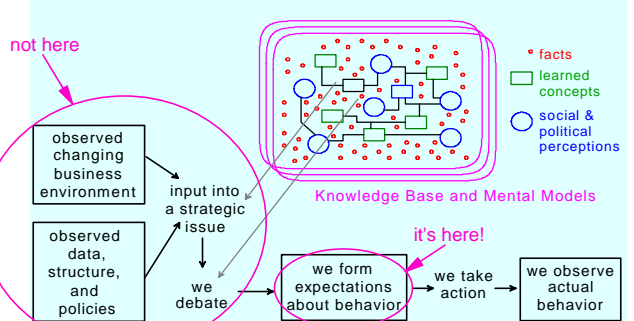 not here
facts
learned
concepts
social &
political
perceptions
Knowledge Base and Mental Models
observed
changing
business
environment
input into
a strategic
issue
it's here!
observed
data,
structure,
and
policies
we
debate
we form
expectations
about behavior
we take
action
we observe
actual
behavior